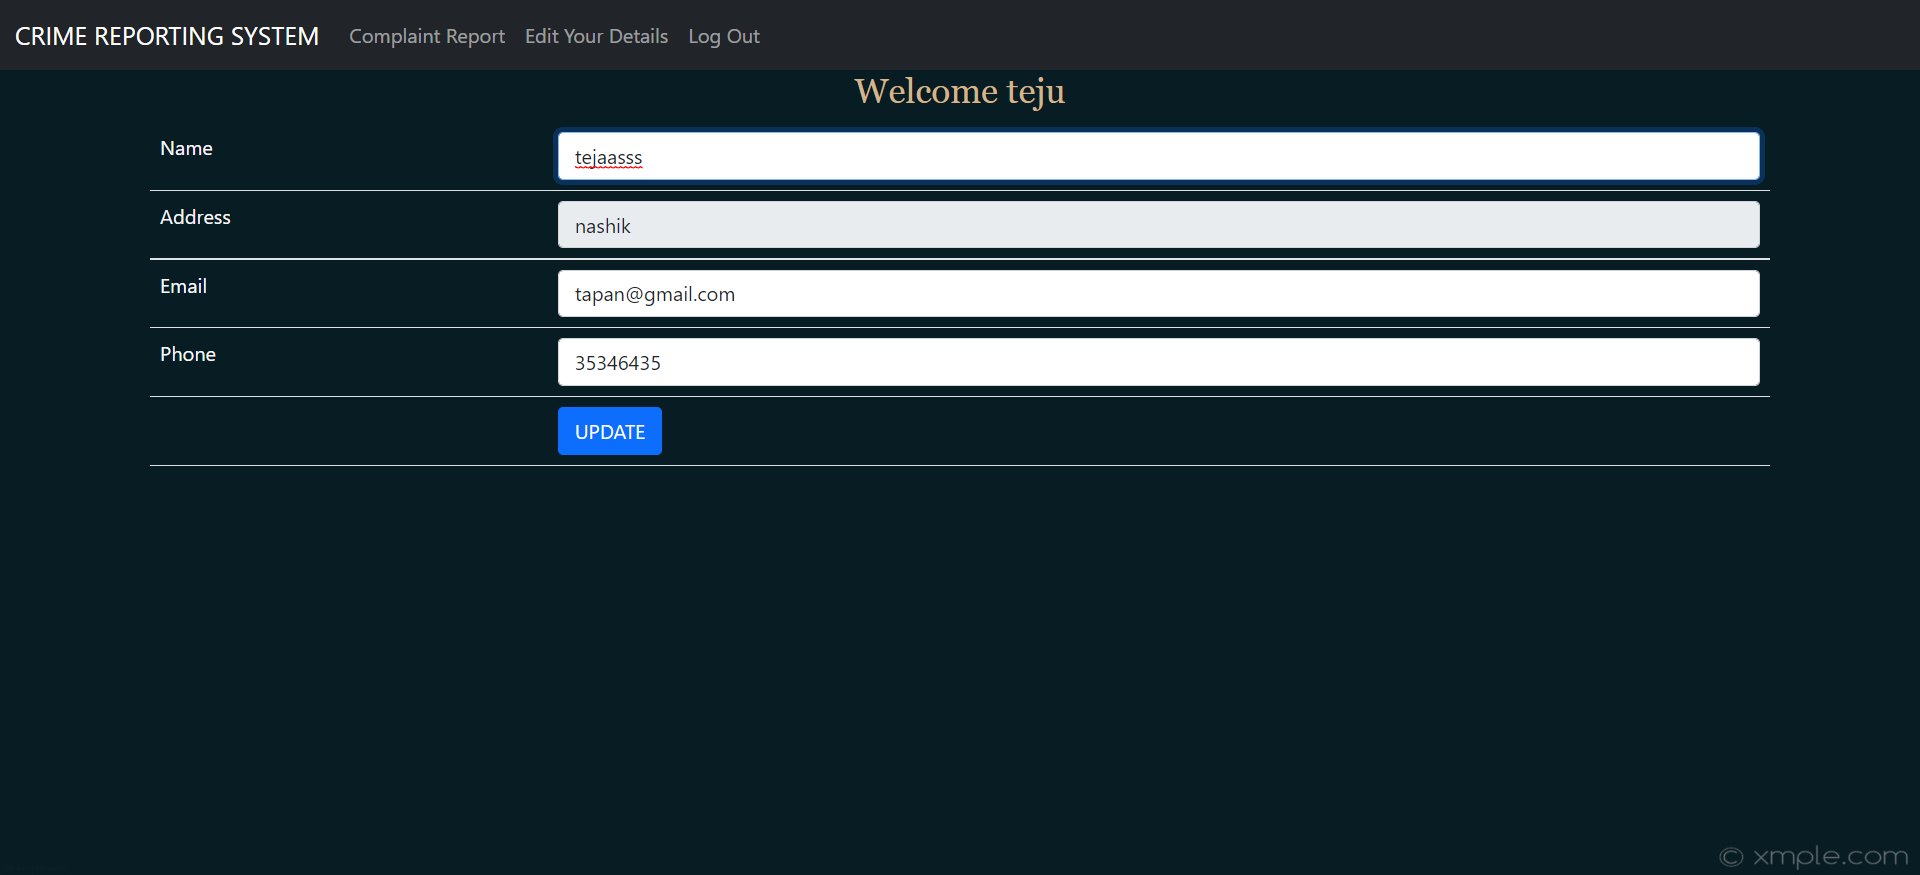 CRIME REPORTING SYSTEM Complaint Report Edit Your Details Log Out
Welcome teju
Name tejaasss
Address nashik
Email tapan@gmail.com
Phone 35346435
UPDATE
© xmple.com